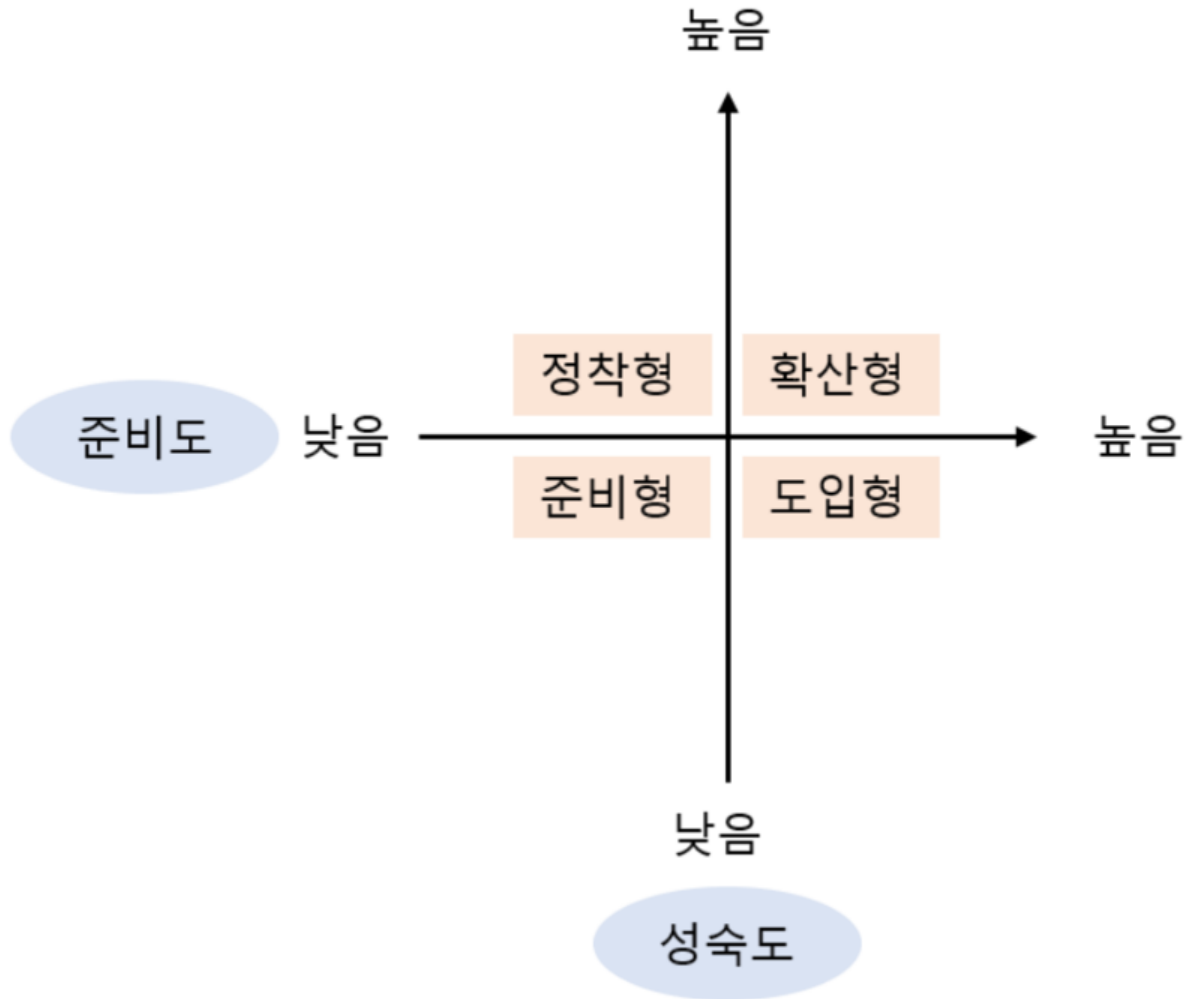 높음
정착형 확산형
준비도 낮음 높음
준비형 도입형
낮음
성숙도